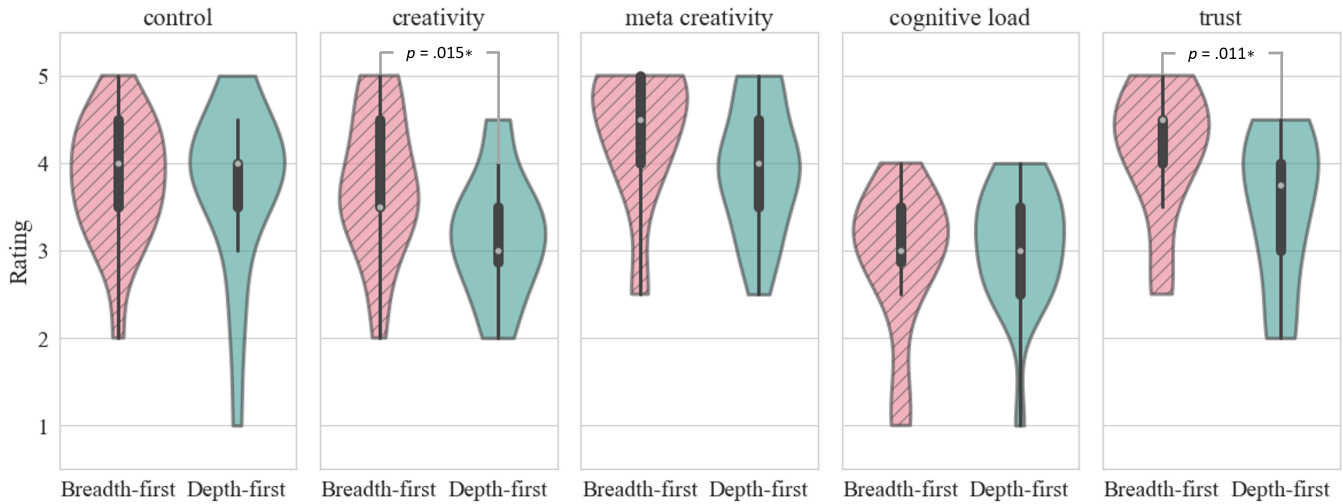 control
creativity
meta creativity
cognitive load
trust
p = .015*
p = .011*
Rating
5
4
3
2
1
Breadth-first Depth-first
Breadth-first Depth-first
Breadth-first Depth-first
Breadth-first Depth-first
Breadth-first Depth-first